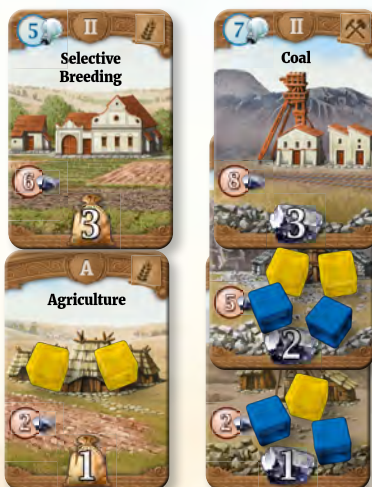 5 II
Selective
Breeding
6
3
7 II
Coal
8
3
A
Agriculture
2
1
5
2
2
1